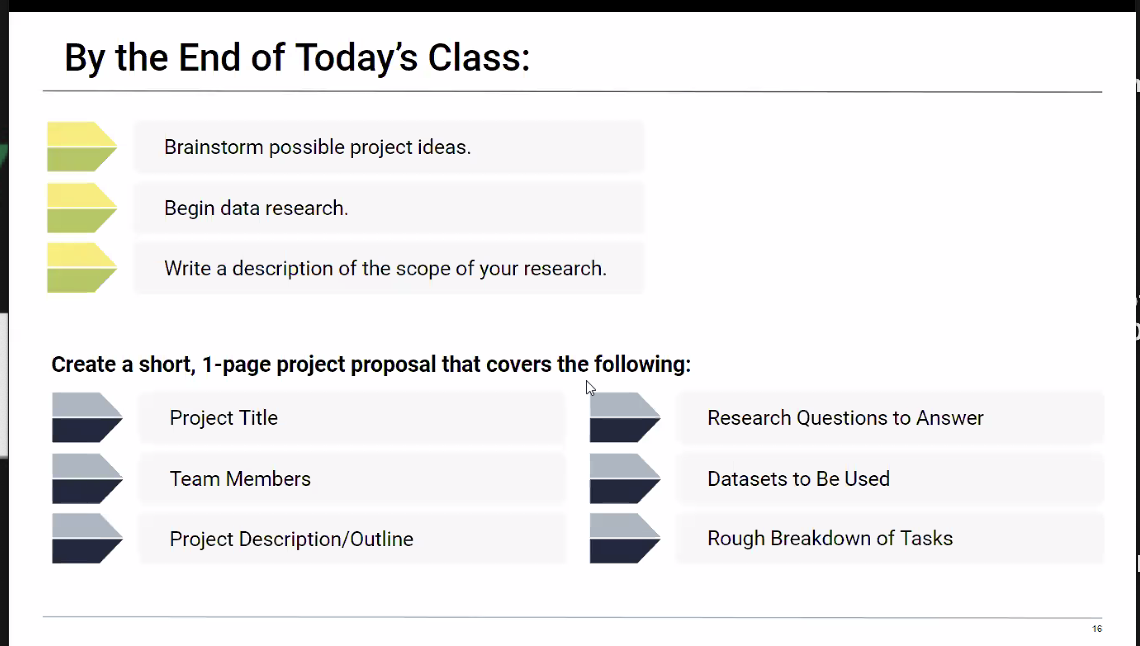 By the End of Today's Class:
Brainstorm possible project ideas.
Begin data research.
Write a description of the scope of your research.
Create a short, 1-page project proposal that covers the following:
Project Title
Team Members
Project Description/Outline
Research Questions to Answer
Datasets to Be Used
Rough Breakdown of Tasks
16